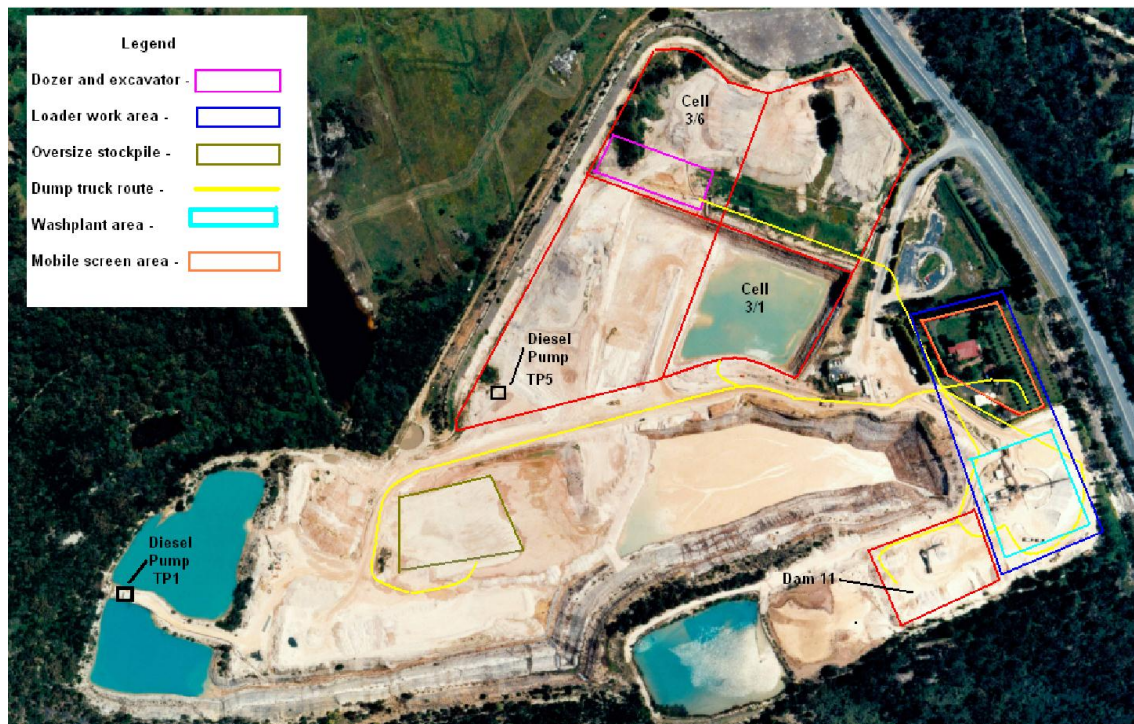 Legend
Dozer and excavator -
Loader work area -
Oversize stockpile -
Dump truck route -
Washplant area -
Mobile screen area -
Cell
3/6
Cell
3/1
Diesel
Pump
TP5
Diesel
Pump
TP1
Dam 11